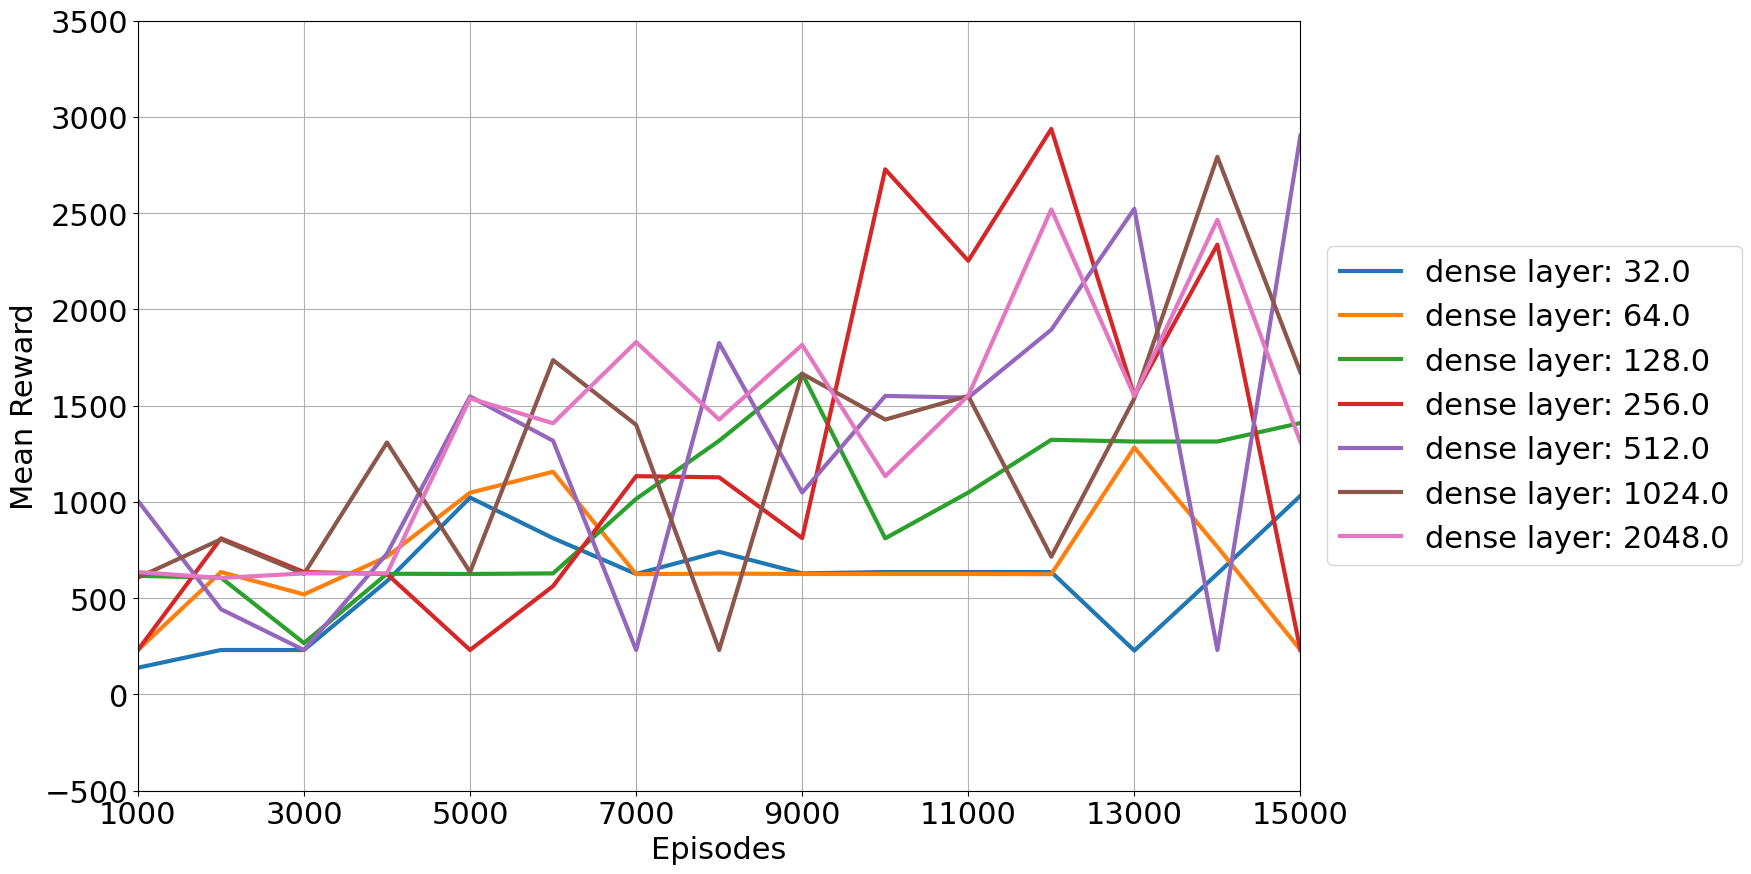 3500
3000
2500
2000
1500
1000
500
0
−500
Mean Reward
1000 3000 5000 7000 9000 11000 13000 15000
Episodes
dense layer: 32.0
dense layer: 64.0
dense layer: 128.0
dense layer: 256.0
dense layer: 512.0
dense layer: 1024.0
dense layer: 2048.0